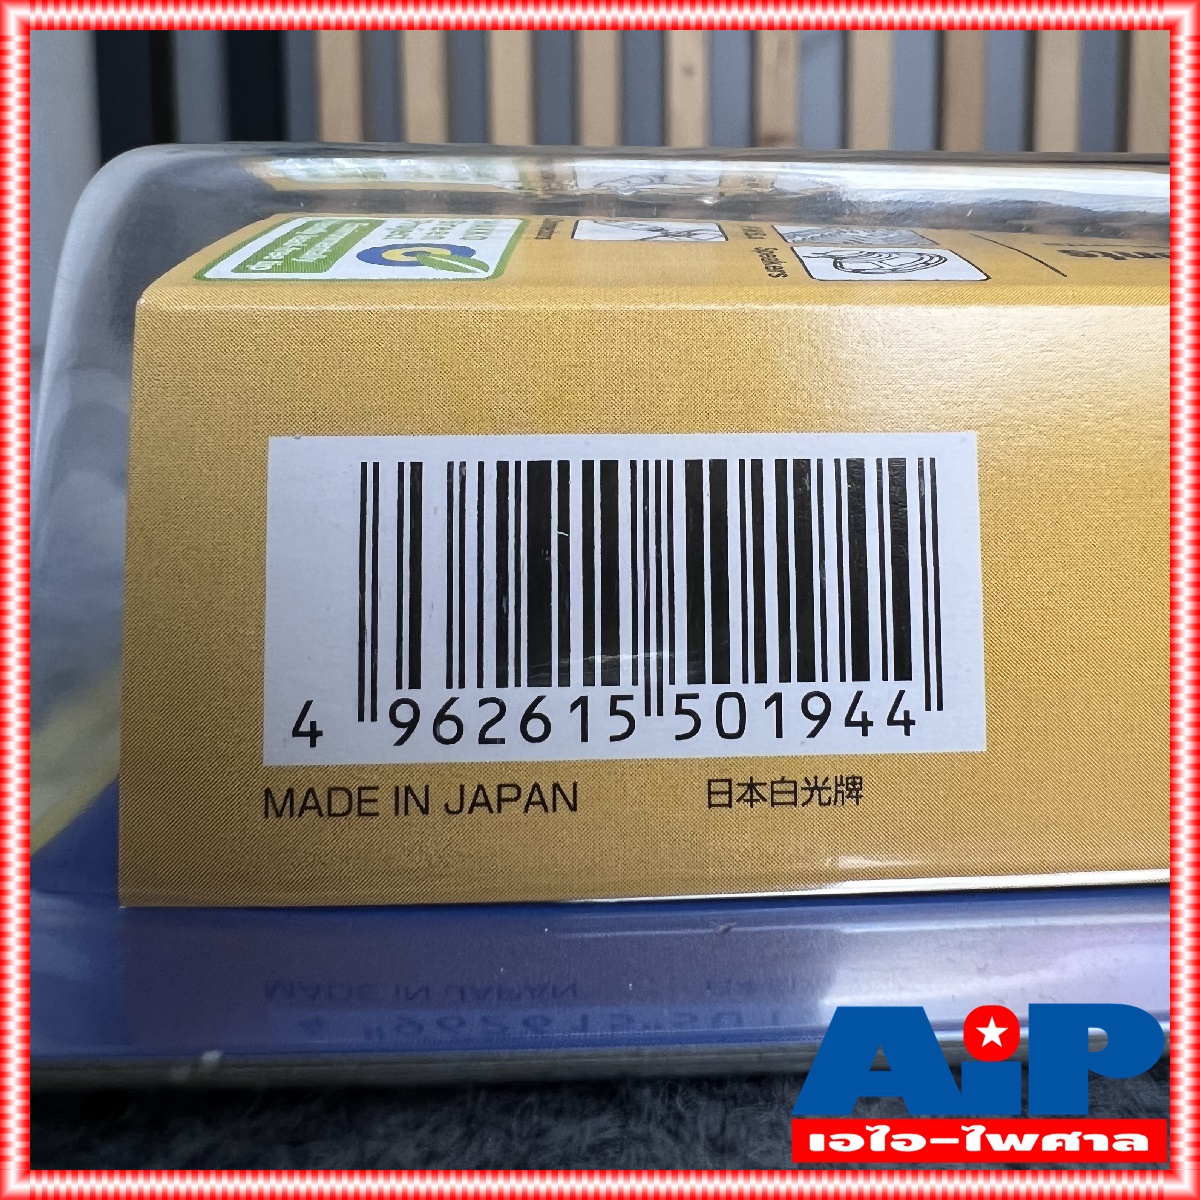 Speakers
4 962615 501944
MADE IN JAPAN 日本白光牌
AiP
เอไอ-ไพศาล